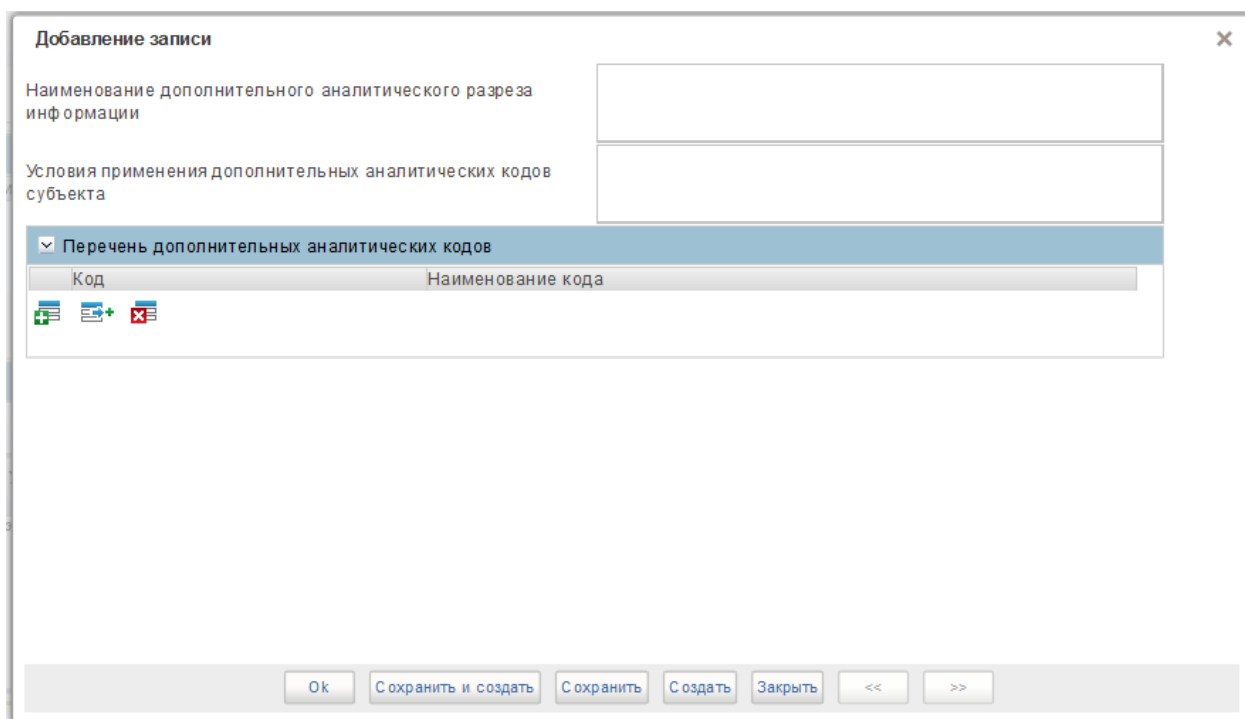 Добавление записи
Наименование дополнительного аналитического разреза
информации
Условия применения дополнительных аналитических кодов
субъекта
Перечень дополнительных аналитических кодов
Код Наименование кода
Ok Сохранить и создать Сохранить Создать Закрыть << >>